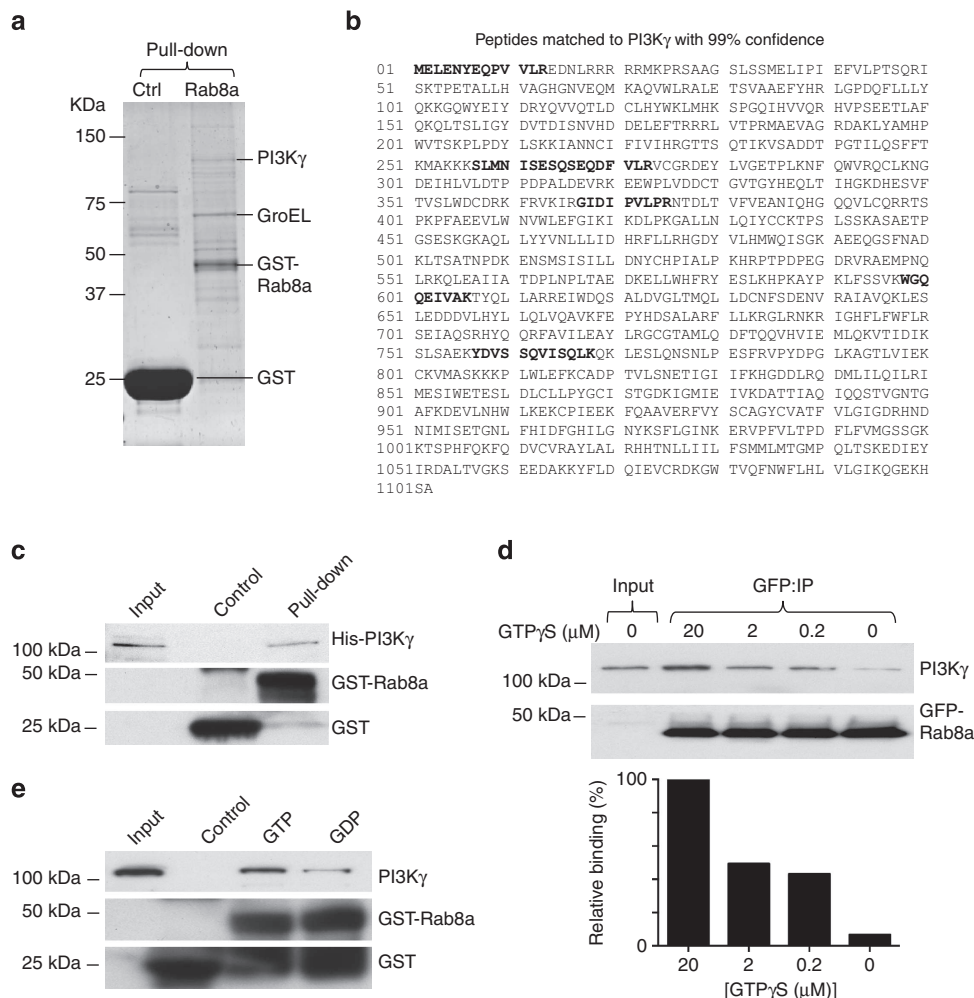 a
Pull-down
Ctrl Rab8a
KDa
150
75
50
37
25
PI3Kγ
GroEL
GST-
Rab8a
GST
b
Peptides matched to PI3Kγ with 99% confidence
01 MELENYEQPV VLREDNLRRR RRMKPRSAAG SLSSMELIPI EFVLPTSQRI
51 SKTPETALLH VAGHGNVEQM KAQVWLRALE TSVAAEFYHR LGPDQFLLLY
101 QKKGQWYEIY DRYQVVQTLD CLHYWKLMHK SPGQIHVVQR HVPSEETLAF
151 QKQLTSLIGY DVTDISNVHD DELEFTRRRL VTPRMAEVAG RDAKLYAMHP
201 WVTSKPLPDY LSKKIANNCI FIVIHRGTTS QTIKVSADDT PGTILQSFFT
251 KMAKKKSLMN ISESQSEQDF VLRVCGRDEY LVGETPLKNF QWVRQCLKNG
301 DEIHLVLDTP PDPALDEVRK EEWPLVDDCT GVTGYHEQLT IHGKDHESVF
351 TVSLWDCDRK FRVKIRGIDI PVLPRNTDLT VFVEANIQHG QQVLCQRRTS
401 PKPFAEEVLW NVWLEFGIKI KDLPKGALLN LQIYCCKTPS LSSKASAETP
451 GSESKGKAQL LYYVNLLLID HRFLLRHGDY VLHMWQISGK AEEQGSFNAD
501 KLTSATNPDK ENSMSISILL DNYCHPIALP KHRPTPDPEG DRVRAEMPNQ
551 LRKQLEAIIA TDPLNPLTAE DKELLWHFRY ESLKHPKAYP KLFSSVKWGQ
601 QEIVAKTYQL LARREIWDQS ALDVGLTMQL LDCNFSDENV RAIAVQKLES
651 LEDDDVLHYL LQLVQAVKFE PYHDSALARF LLKRGLRNKR IGHFLFWFLR
701 SEIAQSRHYQ QRFAVILEAY LRGCGTAMLQ DFTQQVHVIE MLQKVTIDIK
751 SLSAEKYDVS SQVISQLKQK LESLQNSNLP ESFRVPYDPG LKAGTLVIEK
801 CKVMASKKKP LWLEFKCADP TVLSNETIGI IFKHGDDLRQ DMLILQILRI
851 MESIWETESL DLCLLPYGCI STGDKIGMIE IVKDATTIAQ IQQSTVGNTG
901 AFKDEVLNHW LKEKCPIEEK FQAAVERFVY SCAGYCVATF VLGIGDRHND
951 NIMISETGNL FHIDFGHILG NYKSFLGINK ERVPFVLTPD FLFVMGSSGK
1001KTSPHFQKFQ DVCVRAYLAL RHHTNLLIIL FSMMLMTGMP QLTSKEDIEY
1051IRDALTVGKS EEDAKKYFLD QIEVCRDKGW TVQFNWFLHL VLGIKQGEKH
1101SA
c
Input Control Pull-down
100 kDa
50 kDa
25 kDa
His-PI3Kγ
GST-Rab8a
GST
d
Input GFP:IP
GTPγS (μM) 0 20 2 0.2 0
100 kDa
50 kDa
PI3Kγ
GFP-
Rab8a
Relative binding (%)
100
0
20 2 0.2 0
[GTPγS (μM)]
e
Input Control GTP GDP
100 kDa
50 kDa
25 kDa
PI3Kγ
GST-Rab8a
GST